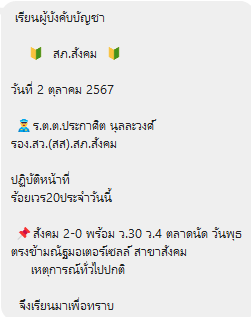 เรียนผู้บังคับบัญชา
🔰 สภ.สังคม 🔰
วันที่ 2 ตุลาคม 2567
👮‍♂️ร.ต.ต.ประกาศิต นุลละวงศ์
รอง.สว.(สส).สภ.สังคม
ปฏิบัติหน้าที่
ร้อยเวร20ประจำวันนี้
📌สังคม 2-0 พร้อม ว.30 ว.4 ตลาดนัด วันพุธ
ตรงข้ามณัฐมอเตอร์เซลล์ สาขาสังคม
เหตุการณ์ทั่วไปปกติ
จึงเรียนมาเพื่อทราบ